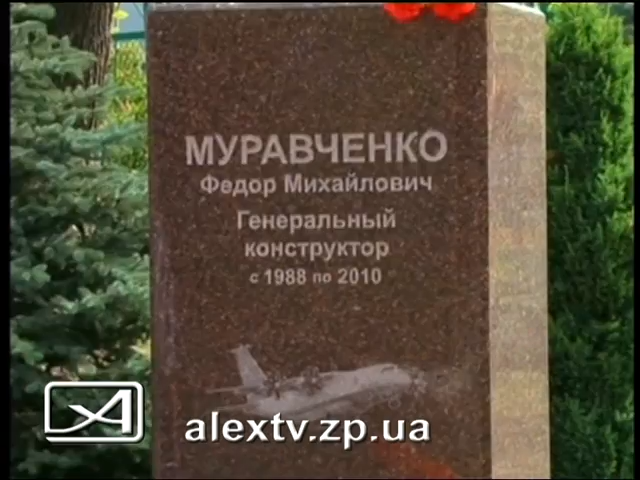 МУРАВЧЕНКО
Федор Михайлович
Генеральный
конструктор
с 1988 по 2010
alextv.zp.ua